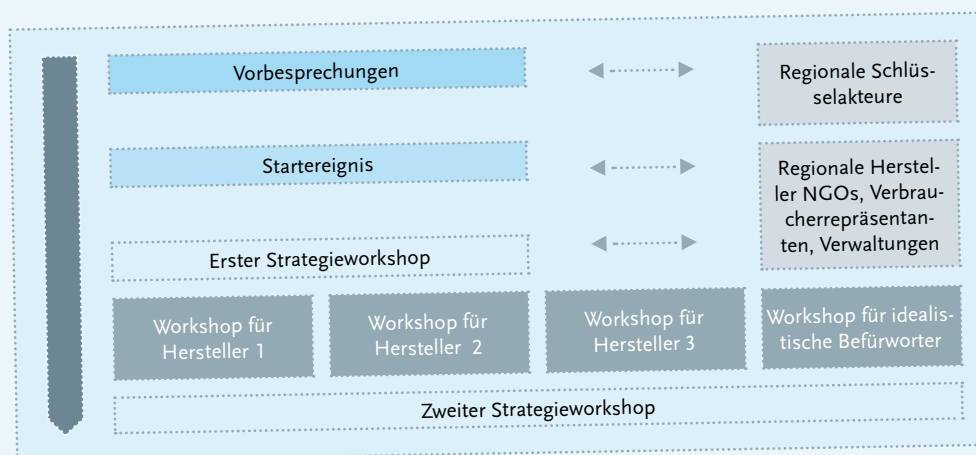 Vorbesprechungen
Regionale Schlüs-
selakteure
Startereignis
Regionale Herstel-
ler NGOs, Verbrau-
cherrepräsentan-
ten, Verwaltungen
Erster Strategieworkshop
Workshop für
Hersteller 1
Workshop für
Hersteller 2
Workshop für
Hersteller 3
Workshop für idealis-
tische Befürworter
Zweiter Strategieworkshop